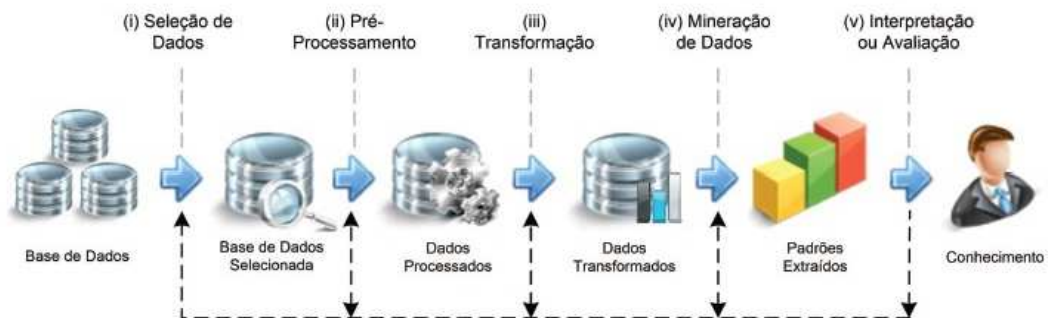 (i) Seleção de
Dados
(ii) Pré-
Processamento
(iii)
Transformação
(iv) Mineração
de Dados
(v) Interpretação
ou Avaliação
Base de Dados
Base de Dados
Selecionada
Dados
Processados
Dados
Transformados
Padrões
Extraídos
Conhecimento